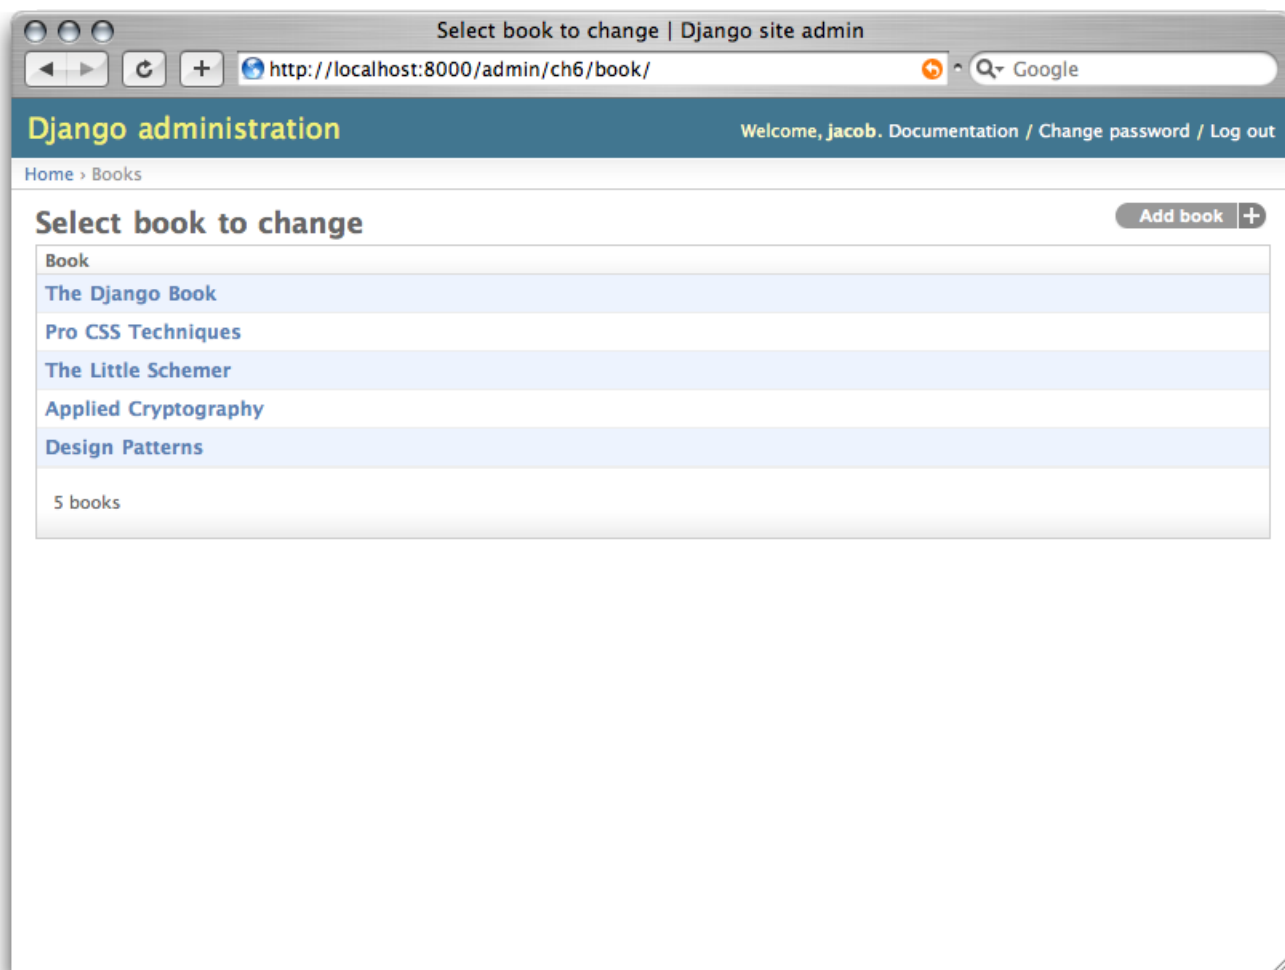 Select book to change | Django site admin
http://localhost:8000/admin/ch6/book/
Google
Django administration
Welcome, jacob. Documentation / Change password / Log out
Home › Books
Select book to change
Add book
Book
The Django Book
Pro CSS Techniques
The Little Schemer
Applied Cryptography
Design Patterns
5 books